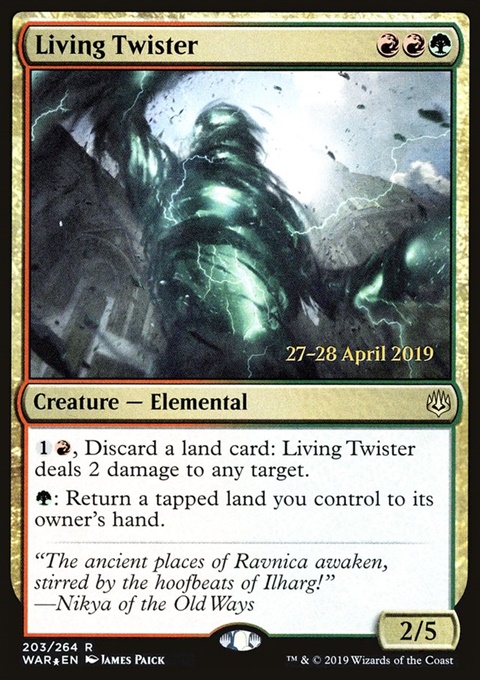 Living Twister
27–28 April 2019
Creature — Elemental
1, Discard a land card: Living Twister
deals 2 damage to any target.
: Return a tapped land you control to its
owner's hand.
“The ancient places of Ravnica awaken,
stirred by the hoofbeats of Ilharg!”
—Nikya of the Old Ways
2/5
203/264 R
WAR★EN James Paick
™ & © 2019 Wizards of the Coast